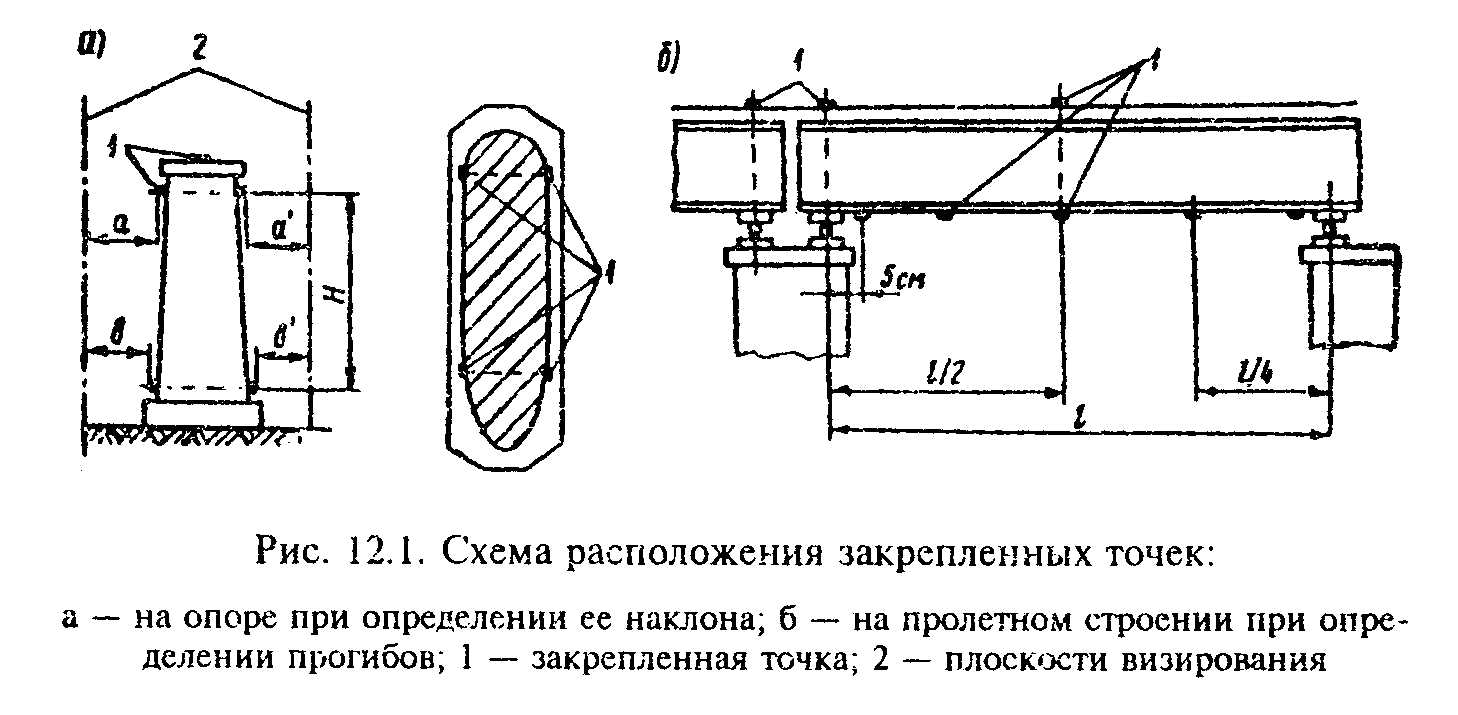 а)
2
1
а
а'
Н
в
в'
1
б)
1
1
5см
l/2
l/4
l
Рис. 12.1. Схема расположения закрепленных точек:
а — на опоре при определении ее наклона; б — на пролетном строении при опре-
делении прогибов; 1 — закрепленная точка; 2 — плоскости визирования